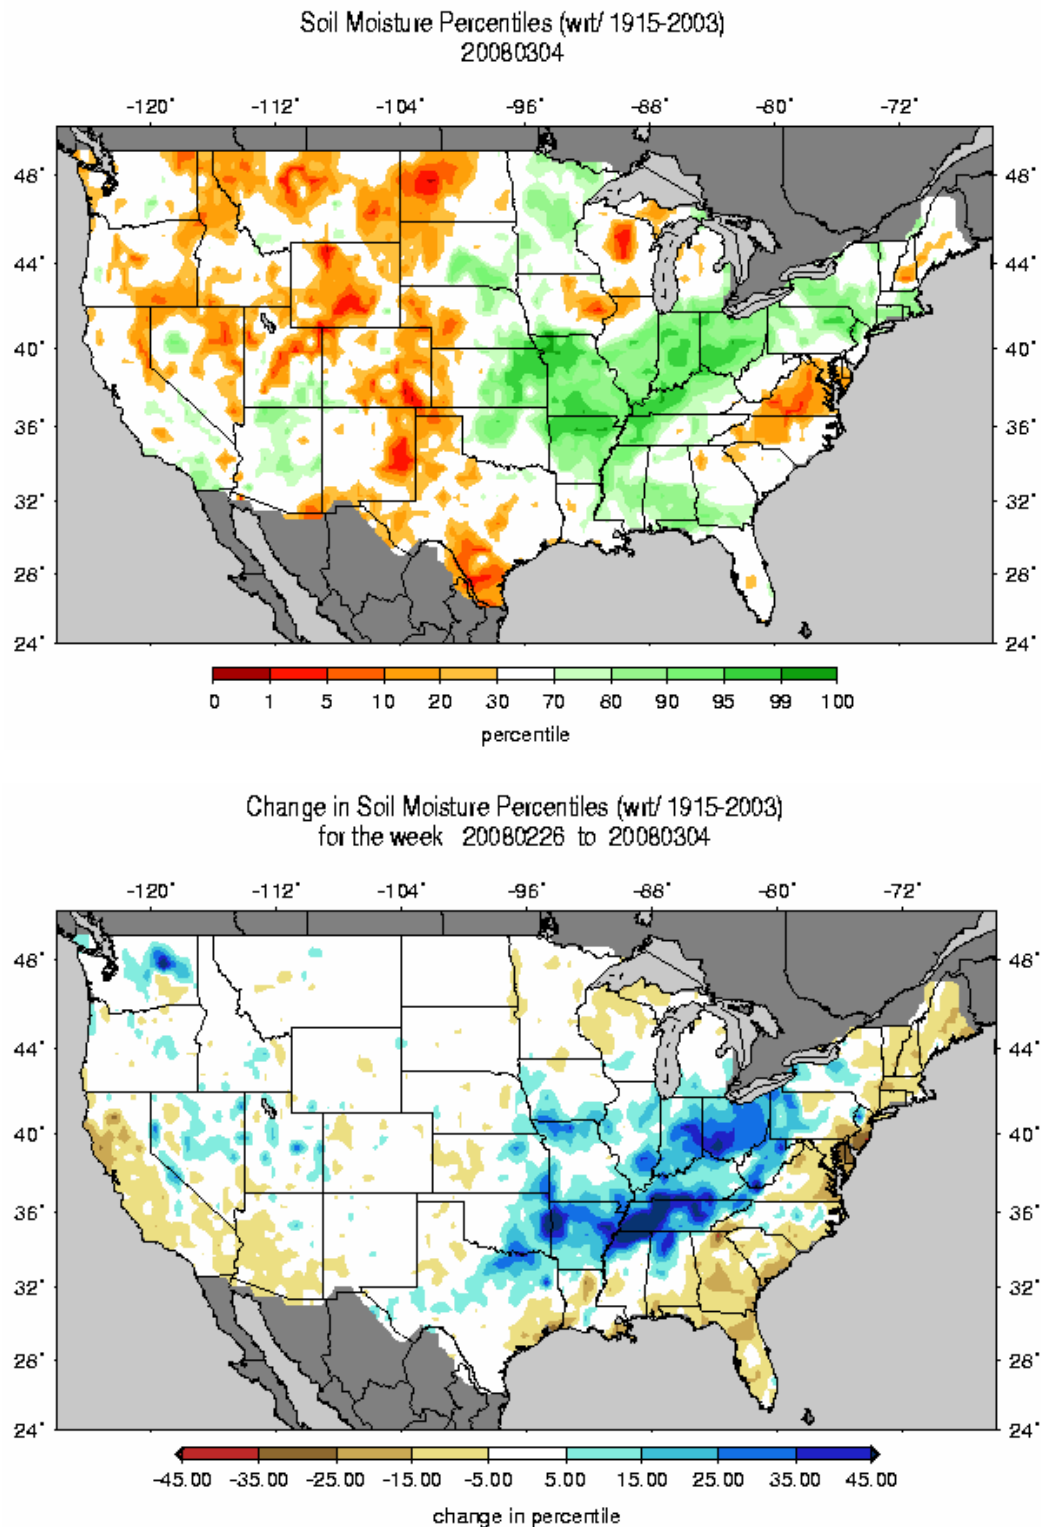 Soil Moisture Percentiles (wrt/ 1915-2003)
20080304
-120° -112° -104° -96° -88° -80° -72°
48° 48°
44° 44°
40° 40°
36° 36°
32° 32°
28° 28°
24° 24°
0 1 5 10 20 30 70 80 90 95 99 100
percentile
Change in Soil Moisture Percentiles (wrt/ 1915-2003)
for the week 20080226 to 20080304
-120° -112° -104° -96° -88° -80° -72°
48° 48°
44° 44°
40° 40°
36° 36°
32° 32°
28° 28°
24° 24°
-45.00 -35.00 -25.00 -15.00 -5.00 5.00 15.00 25.00 35.00 45.00
change in percentile